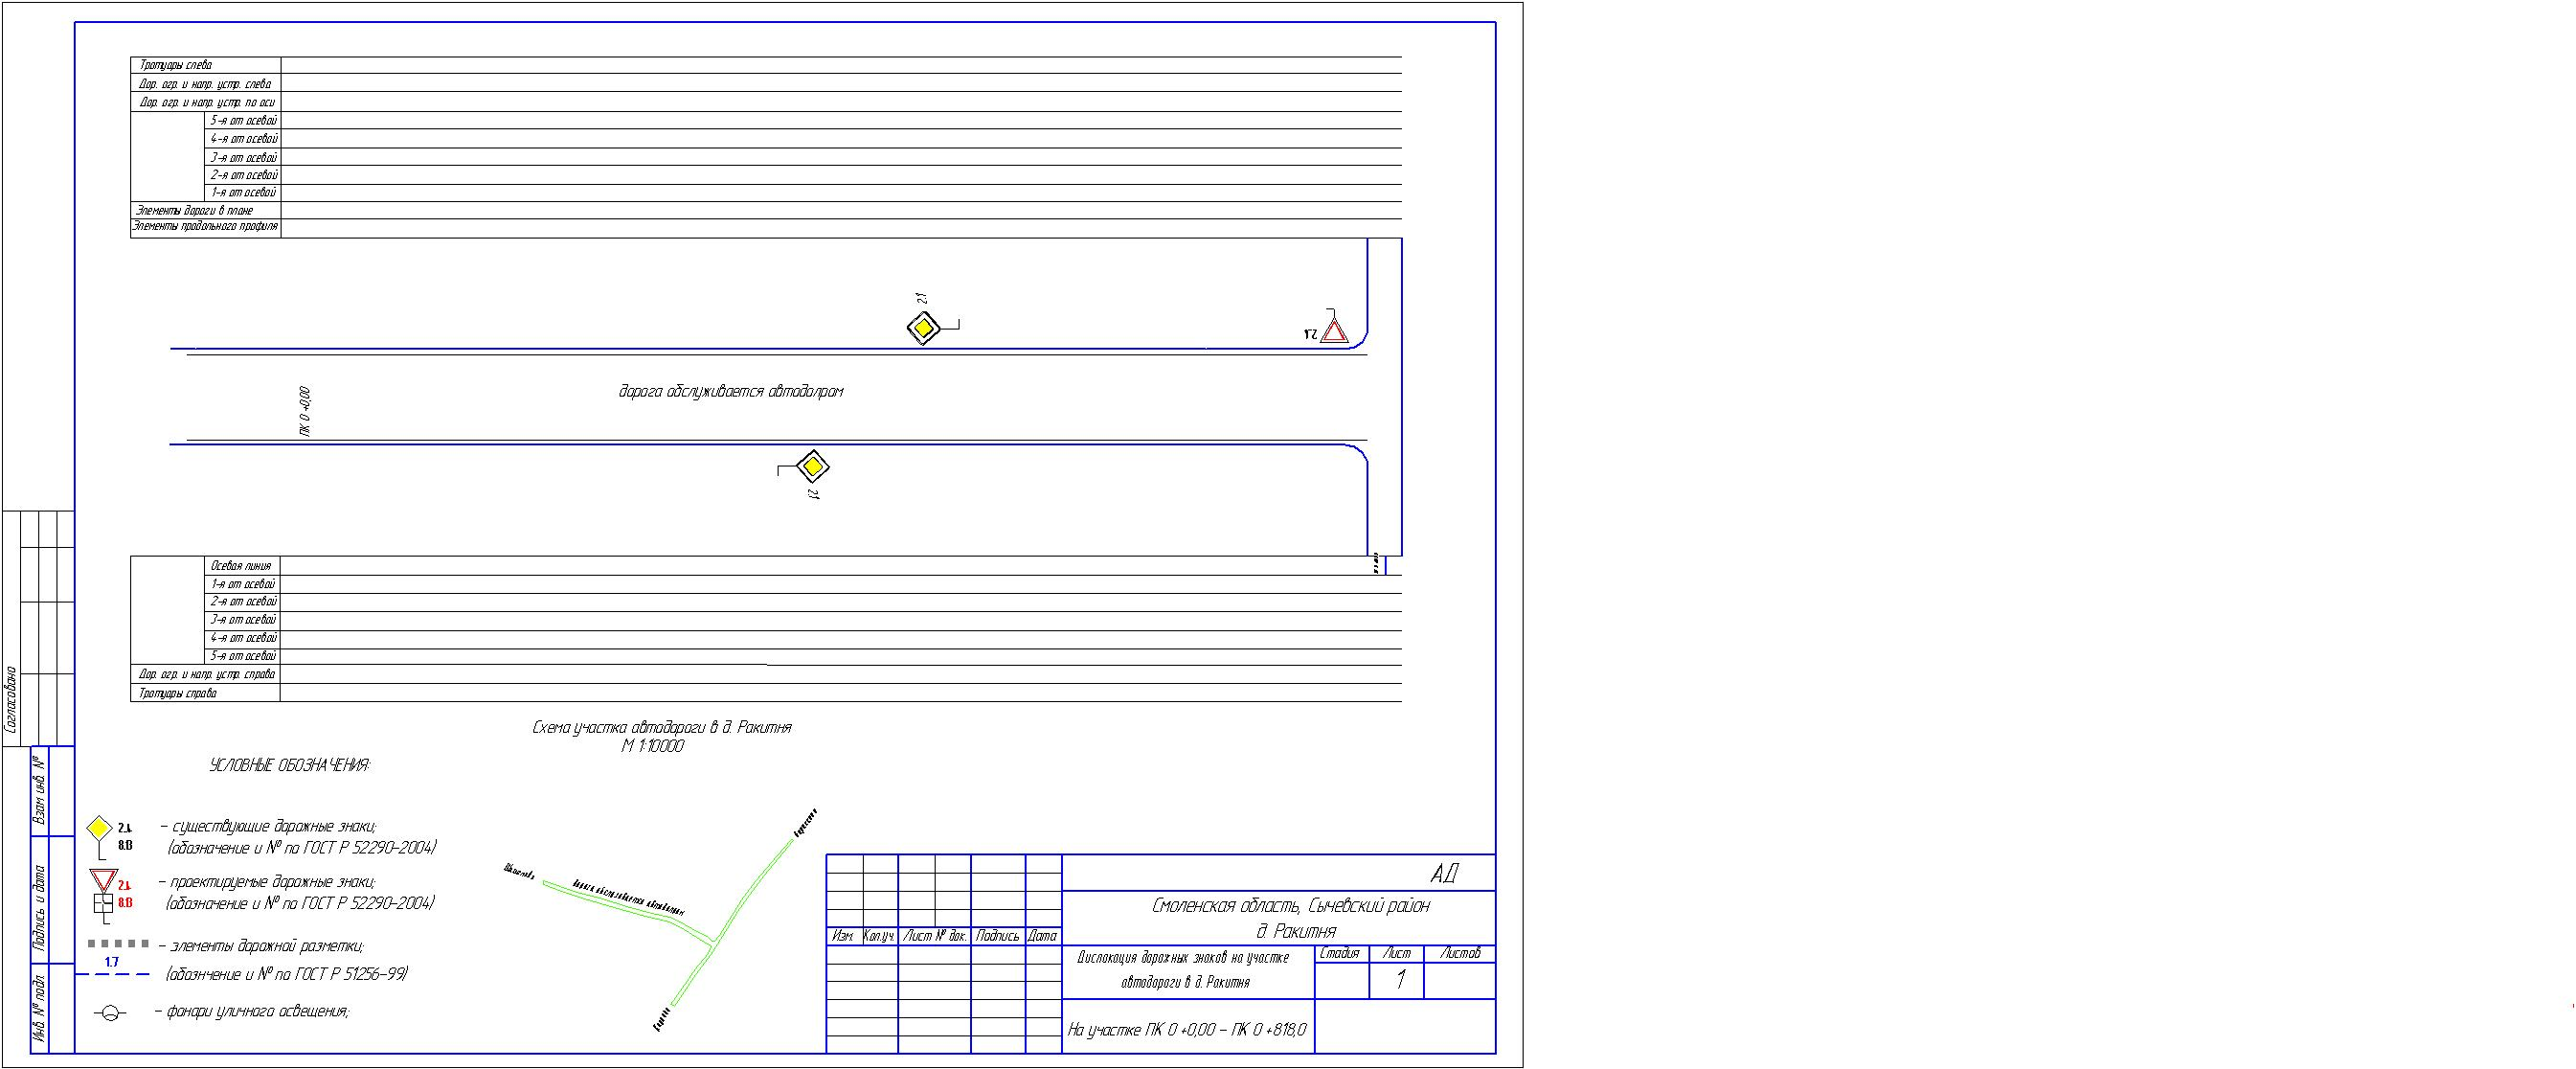 Тротуары слева
Дор. огр. и напр. устр. слева
Дор. огр. и напр. устр. по оси
5-я от осевой
4-я от осевой
3-я от осевой
2-я от осевой
1-я от осевой
Элементы дороги в плане
Элементы продольного профиля
2.1
2.1
ПК 0 +0,00
дорога обслуживается автодолром
2.1
Осевая линия
1-я от осевой
2-я от осевой
3-я от осевой
4-я от осевой
5-я от осевой
Дор. огр. и напр. устр. справа
Тротуары справа
Согласовано
Взам инв. №
Подпись и дата
Инв. № подл.
Схема участка автодороги в д. Ракитня
М 1:10000
УСЛОВНЫЕ ОБОЗНАЧЕНИЯ:
2.1 – существующие дорожные знаки;
8.13 (обозначение и № по ГОСТ Р 52290-2004)
2.1 – проектируемые дорожные знаки;
8.13 (обозначение и № по ГОСТ Р 52290-2004)
– элементы дорожной разметки;
1.7
(обознчение и № по ГОСТ Р 51256-99)
– фонари уличного освещения;
Изм. Кол.уч. Лист № док. Подпись Дата
АД
Смоленская область, Сычевский район
д. Ракитня
Дислокация дорожных знаков на участке
автодороги в д. Ракитня
Стадия Лист Листов
1
На участке ПК 0 +0,00 – ПК 0 +818,0